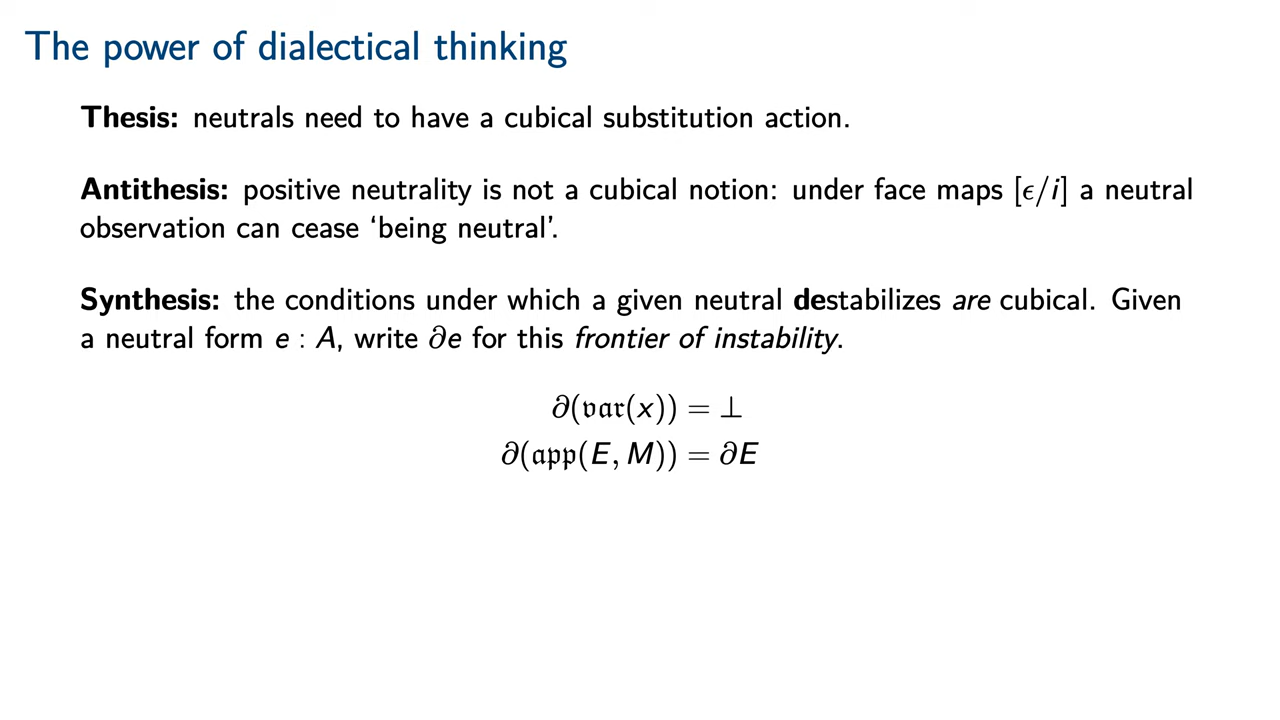 The power of dialectical thinking
Thesis: neutrals need to have a cubical substitution action.
Antithesis: positive neutrality is not a cubical notion: under face maps [ϵ/i] a neutral
observation can cease ‘being neutral’.
Synthesis: the conditions under which a given neutral destabilizes are cubical. Given
a neutral form e : A, write ∂e for this frontier of instability.
∂(𝔳𝔞𝔯(x)) = ⊥
∂(𝔞𝔭𝔭(E, M)) = ∂E